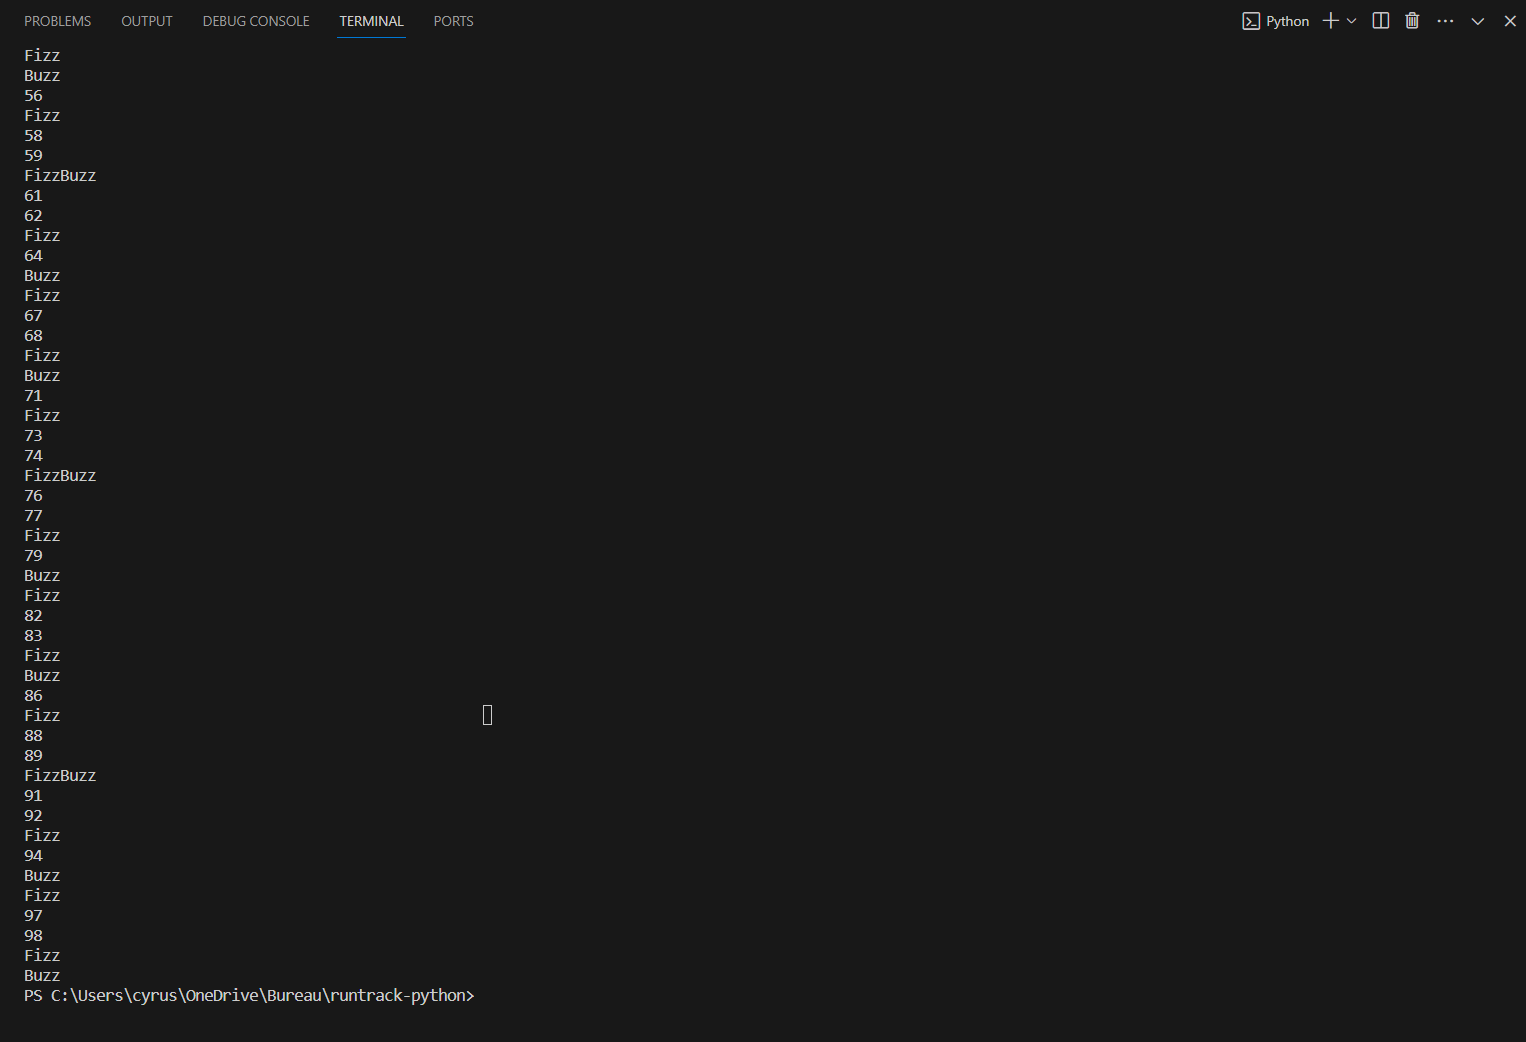 PROBLEMS OUTPUT DEBUG CONSOLE TERMINAL PORTS Python
Fizz
Buzz
56
Fizz
58
59
FizzBuzz
61
62
Fizz
64
Buzz
Fizz
67
68
Fizz
Buzz
71
Fizz
73
74
FizzBuzz
76
77
Fizz
79
Buzz
Fizz
82
83
Fizz
Buzz
86
Fizz
88
89
FizzBuzz
91
92
Fizz
94
Buzz
Fizz
97
98
Fizz
Buzz
PS C:\Users\cyrus\OneDrive\Bureau\runtrack-python>